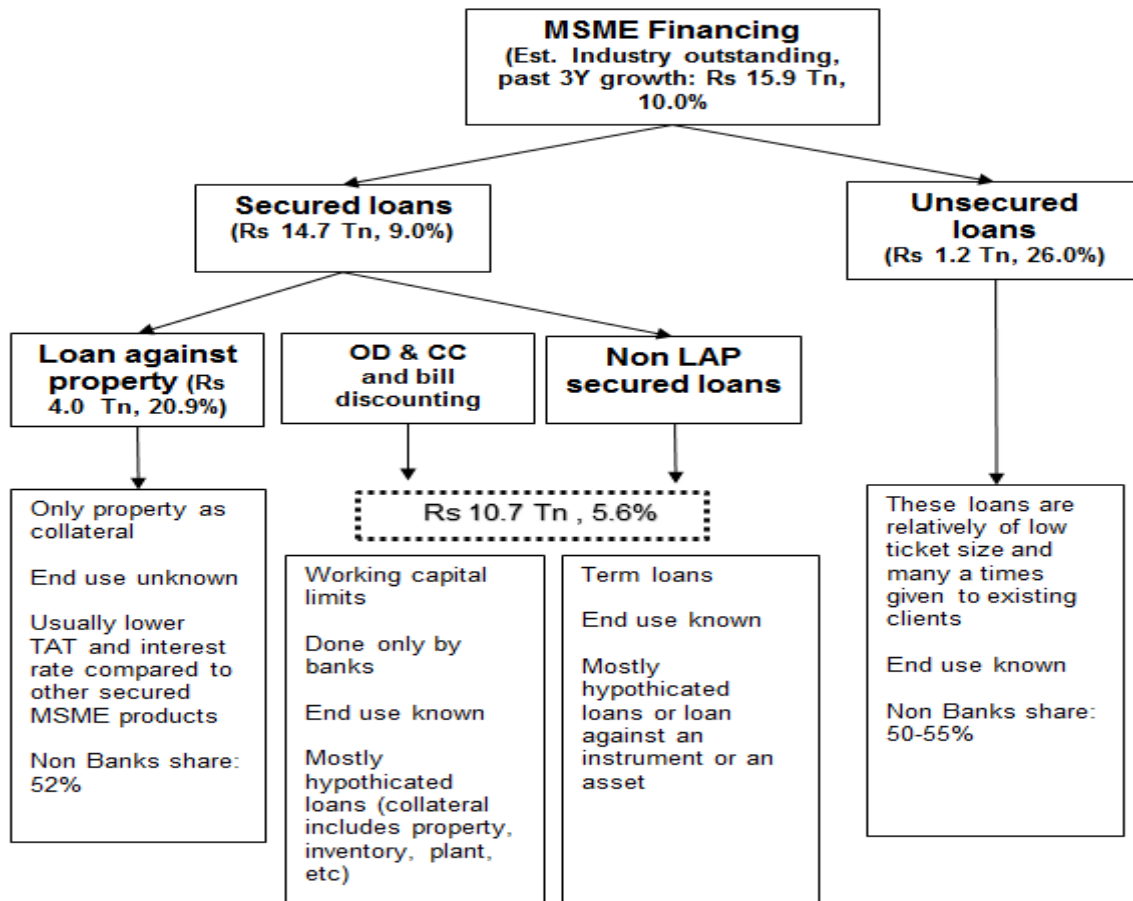 MSME Financing
(Est. Industry outstanding,
past 3Y growth: Rs 15.9 Tn,
10.0%
Secured loans
(Rs 14.7 Tn, 9.0%)
Unsecured
loans
(Rs 1.2 Tn, 26.0%)
Loan against
property (Rs
4.0 Tn, 20.9%)
OD & CC
and bill
discounting
Non LAP
secured loans
Rs 10.7 Tn , 5.6%
Only property as
collateral
End use unknown
Usually lower
TAT and interest
rate compared to
other secured
MSME products
Non Banks share:
52%
Working capital
limits
Done only by
banks
End use known
Mostly
hypothicated
loans (collateral
includes property,
inventory, plant,
etc)
Term loans
End use known
Mostly
hypothicated
loans or loan
against an
instrument or an
asset
These loans are
relatively of low
ticket size and
many a times
given to existing
clients
End use known
Non Banks share:
50-55%